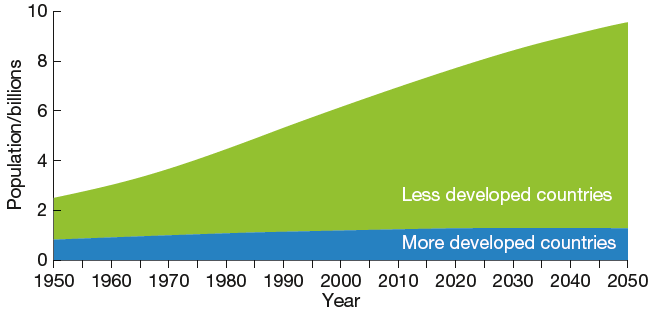 10
8
6
4
2
0
Population/billions
Less developed countries
More developed countries
1950 1960 1970 1980 1990 2000 2010 2020 2030 2040 2050
Year